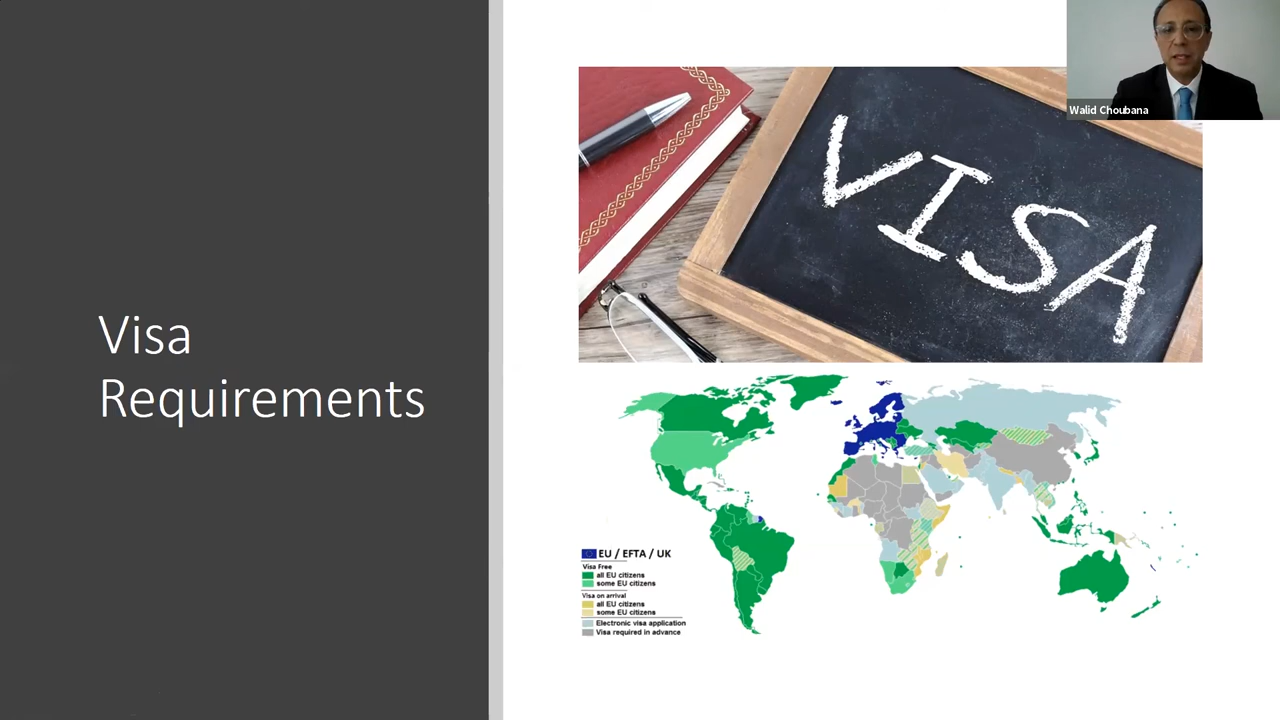 Visa
Requirements
VISA
Walid Choubana
EU / EFTA / UK
Visa Free
all EU citizens
some EU citizens
Visa on arrival
all EU citizens
some EU citizens
Electronic visa application
Visa required in advance